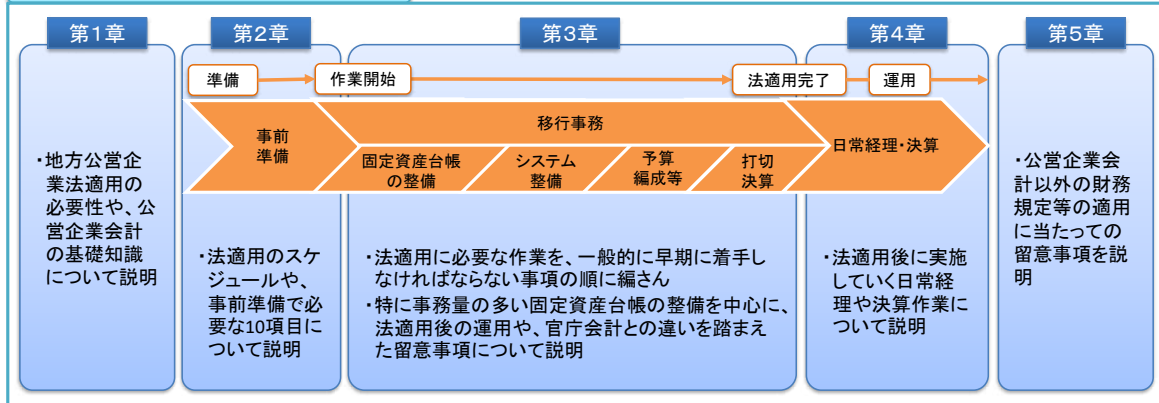 第1章
第2章
第3章
第4章
第5章
準備
作業開始
法適用完了
運用
事前
準備
移行事務
固定資産台帳
の整備
システム
整備
予算
編成等
打切
決算
日常経理・決算
・地方公営企
業法適用の
必要性や、公
営企業会計
の基礎知識
について説明
・法適用のスケ
ジュールや、
事前準備で必
要な10項目に
ついて説明
・法適用に必要な作業を、一般的に早期に着手し
なければならない事項の順に編さん
・特に事務量の多い固定資産台帳の整備を中心に、
法適用後の運用や、官庁会計との違いを踏まえ
た留意事項について説明
・法適用後に実施
していく日常経
理や決算作業に
ついて説明
・公営企業会
計以外の財務
規定等の適用
に当たっての
留意事項を説
明